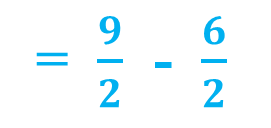 = 9/2 - 6/2